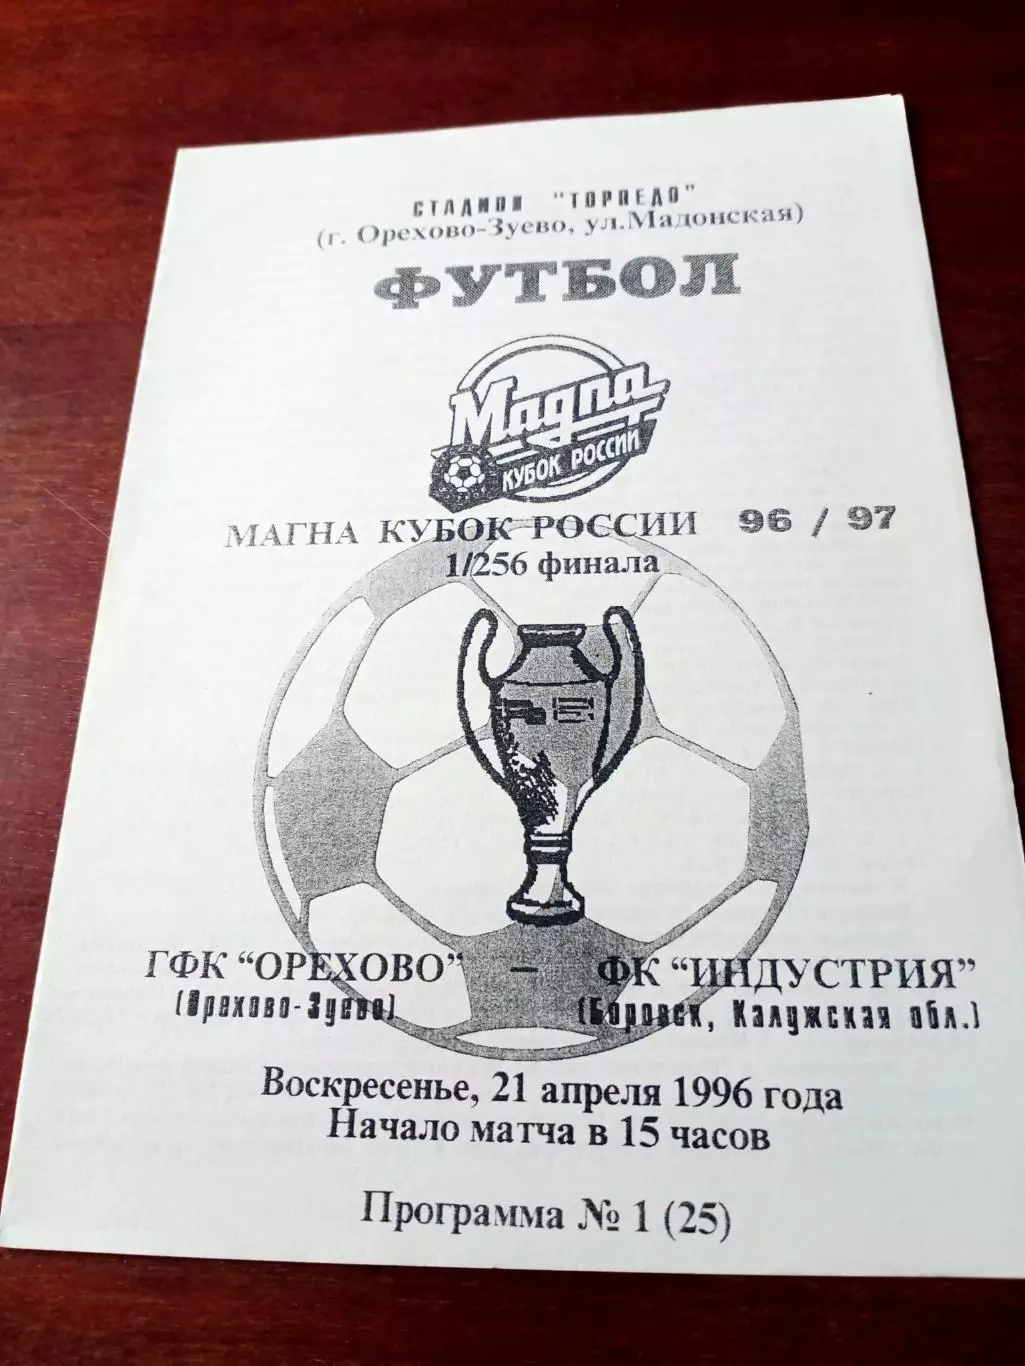 СТАДИОН "ТОРПЕДО"
(г. Орехово-Зуево, ул.Мадонская)
ФУТБОЛ
Магна
КУБОК РОССИИ
МАГНА КУБОК РОССИИ 96 / 97
1/256 финала
ГФК "ОРЕХОВО" - ФК "ИНДУСТРИЯ"
(Орехово-Зуево) (Боровск, Калужская обл.)
Воскресенье, 21 апреля 1996 года
Начало матча в 15 часов
Программа № 1 (25)